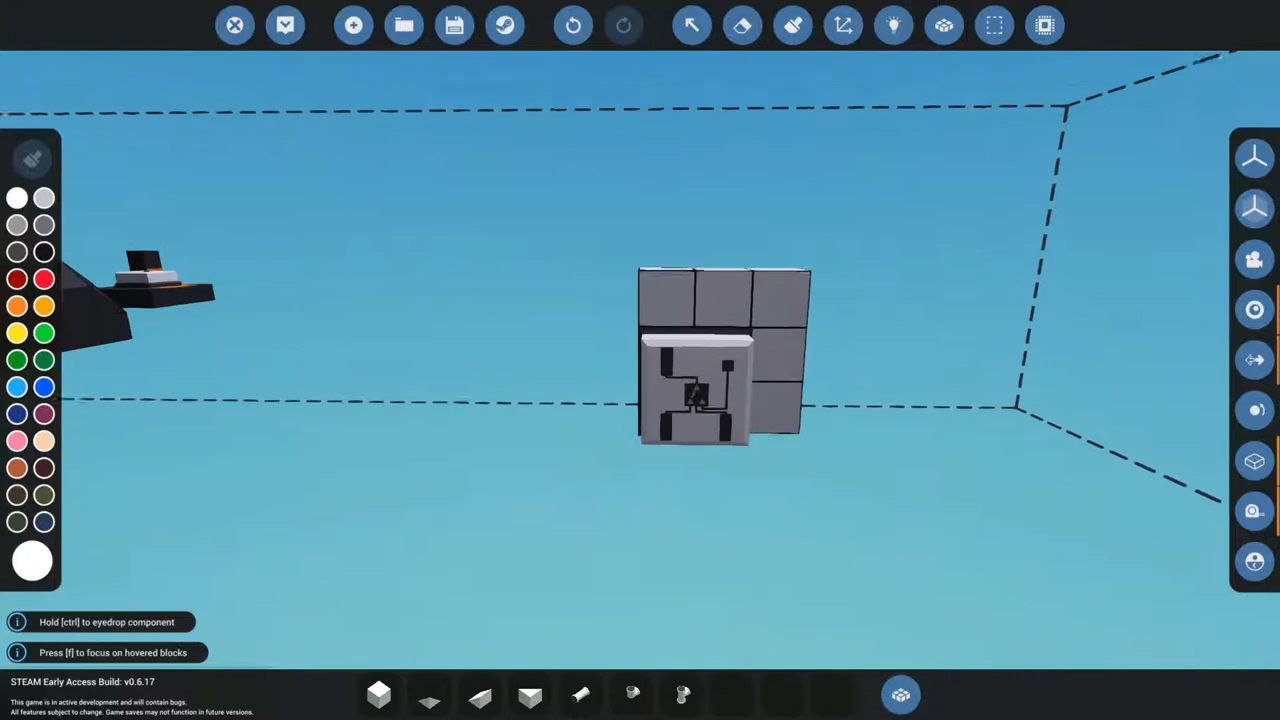 Hold [ctrl] to eyedrop component
Press [f] to focus on hovered blocks
STEAM Early Access Build: v0.6.17
This game is in active development and will contain bugs.
All features subject to change. Game saves may not function in future versions.